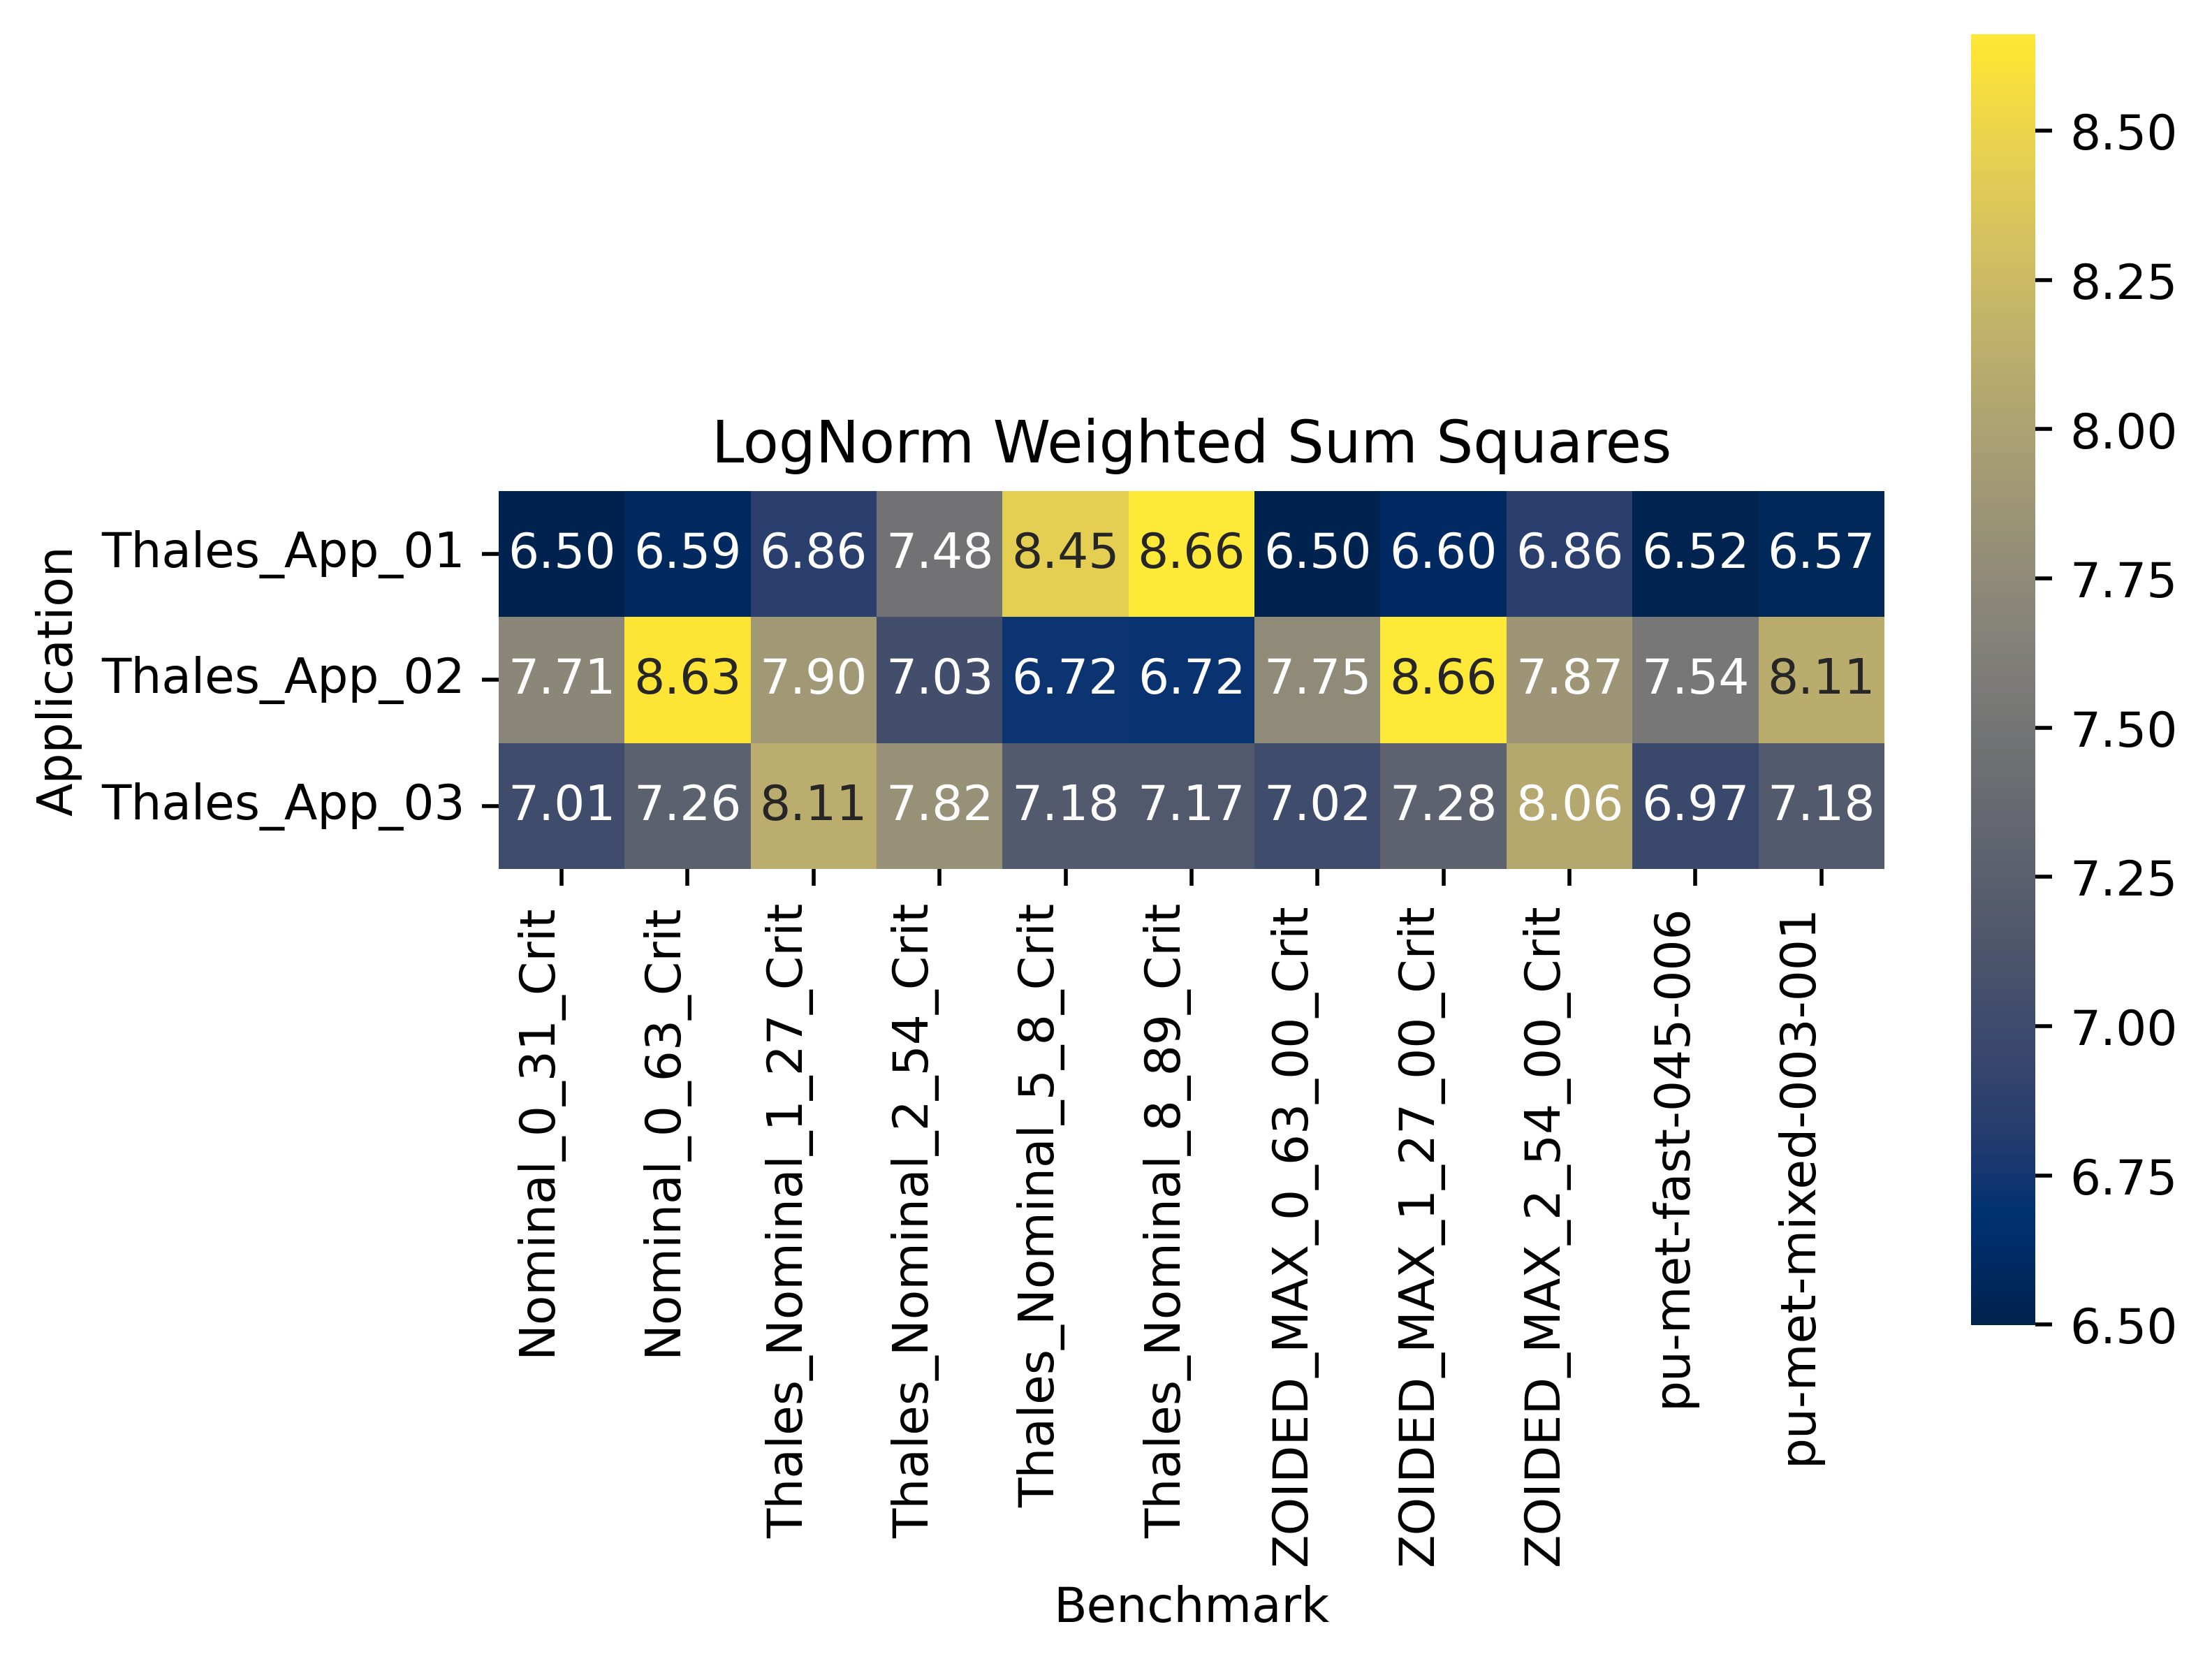 LogNorm Weighted Sum Squares
Application
Thales_App_01 6.50 6.59 6.86 7.48 8.45 8.66 6.50 6.60 6.86 6.52 6.57
Thales_App_02 7.71 8.63 7.90 7.03 6.72 6.72 7.75 8.66 7.87 7.54 8.11
Thales_App_03 7.01 7.26 8.11 7.82 7.18 7.17 7.02 7.28 8.06 6.97 7.18
Nominal_0_31_Crit
Nominal_0_63_Crit
Thales_Nominal_1_27_Crit
Thales_Nominal_2_54_Crit
Thales_Nominal_5_8_Crit
Thales_Nominal_8_89_Crit
ZOIDED_MAX_0_63_00_Crit
ZOIDED_MAX_1_27_00_Crit
ZOIDED_MAX_2_54_00_Crit
pu-met-fast-045-006
pu-met-mixed-003-001
Benchmark
8.50
8.25
8.00
7.75
7.50
7.25
7.00
6.75
6.50